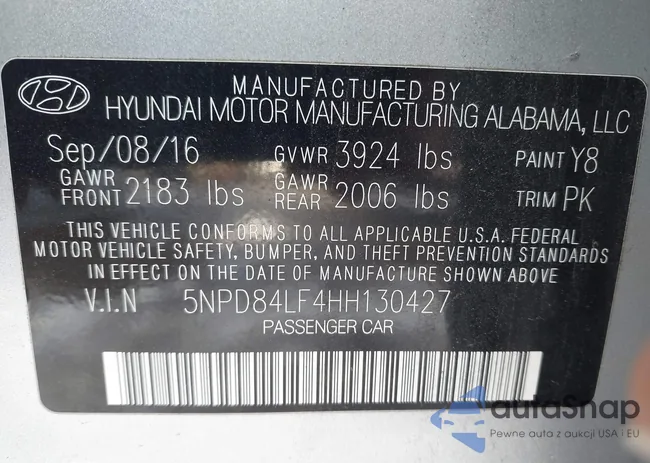 MANUFACTURED BY
HYUNDAI MOTOR MANUFACTURING ALABAMA, LLC
Sep/08/16 GVWR 3924 lbs PAINT Y8
GAWR FRONT 2183 lbs GAWR REAR 2006 lbs TRIM PK
THIS VEHICLE CONFORMS TO ALL APPLICABLE U.S.A. FEDERAL
MOTOR VEHICLE SAFETY, BUMPER, AND THEFT PREVENTION STANDARDS
IN EFFECT ON THE DATE OF MANUFACTURE SHOWN ABOVE
V.I.N 5NPD84LF4HH130427
PASSENGER CAR
autaSnap
Pewne auta z aukcji USA i EU